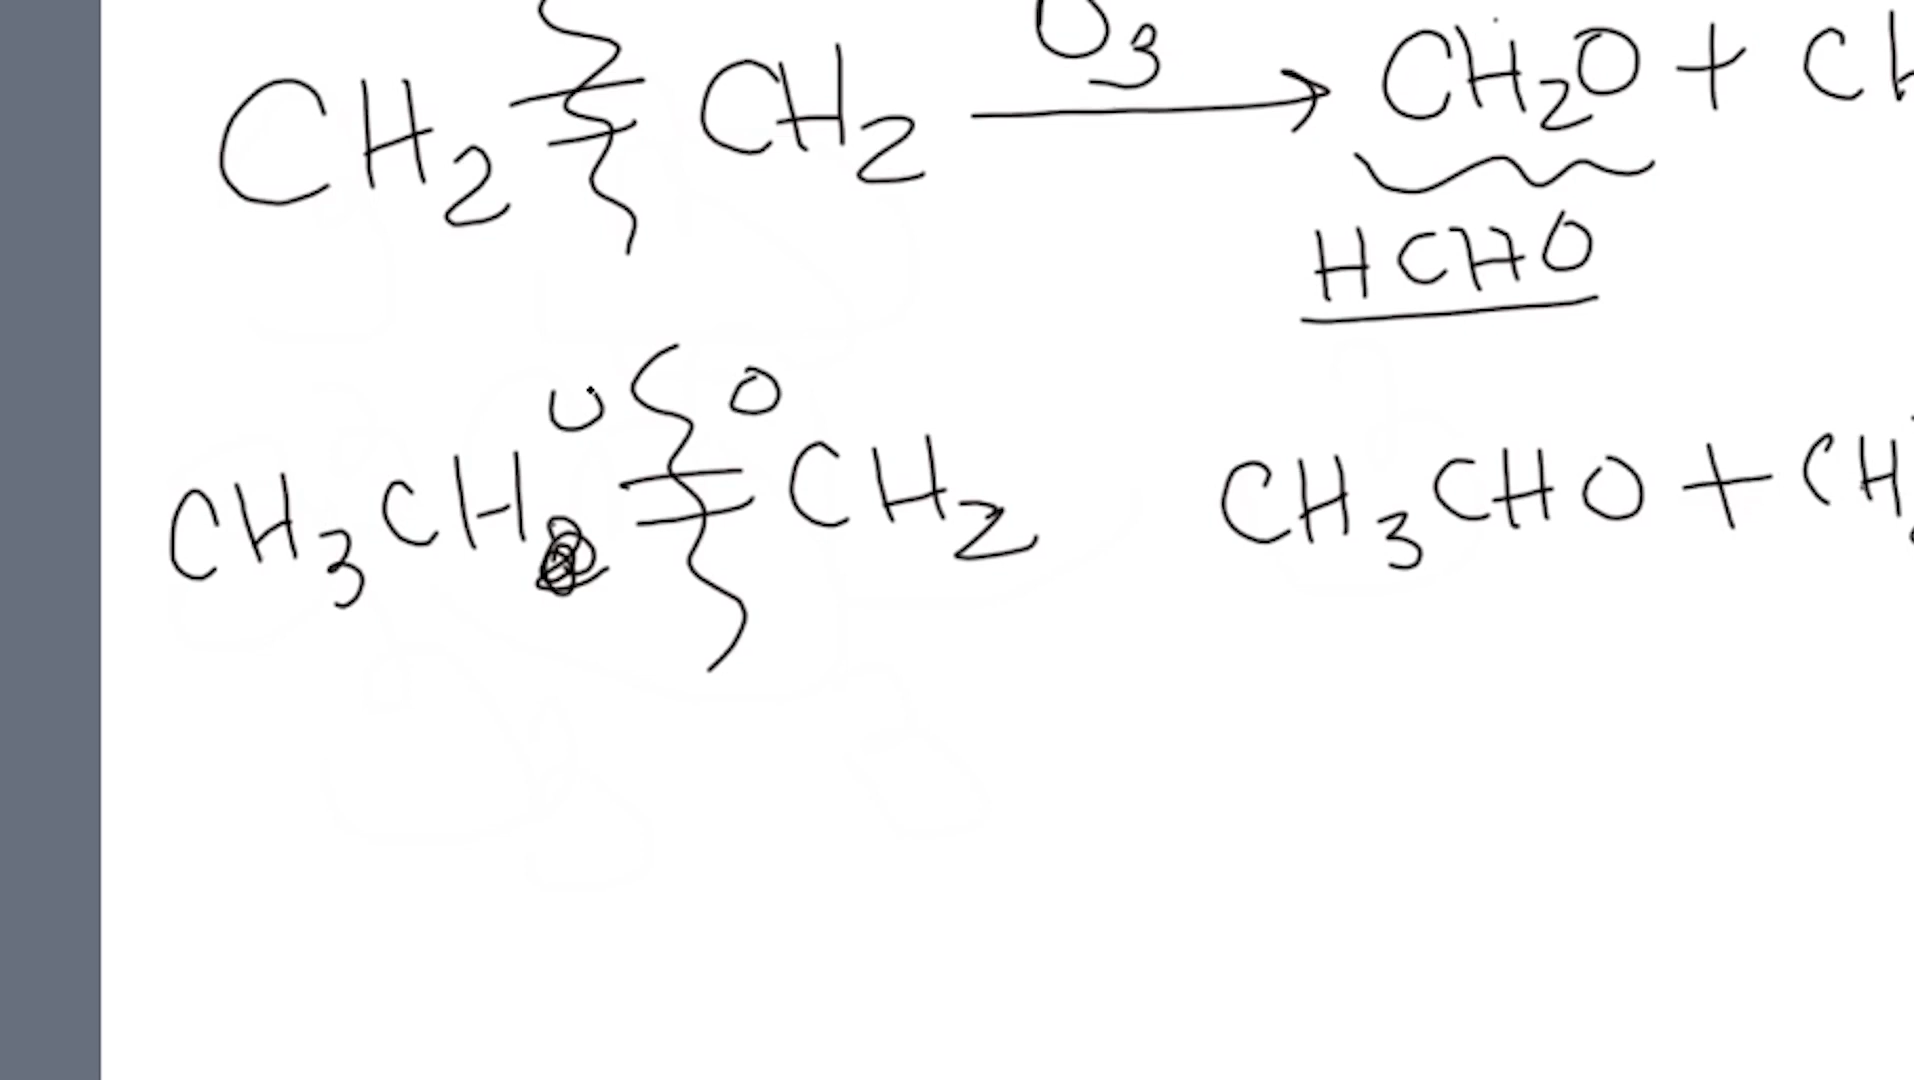 CH₂ = CH₂ O₃ → CH₂O + C
HCHO
O O
CH₃CH = CH₂ CH₃CHO + CH